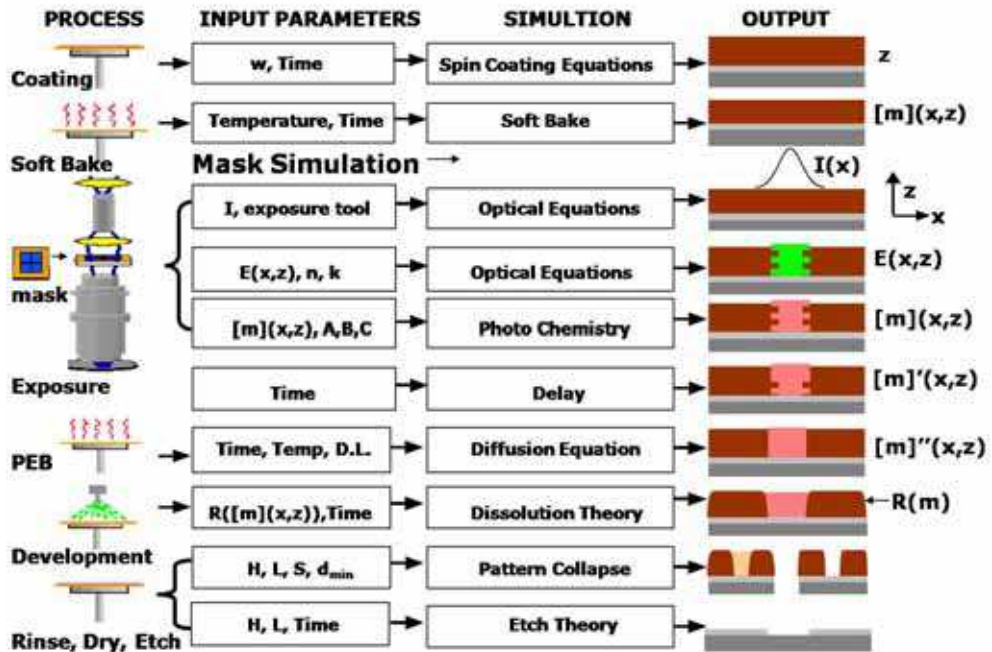 PROCESS INPUT PARAMETERS SIMULTION OUTPUT
Coating w, Time Spin Coating Equations z
Soft Bake Temperature, Time Soft Bake [m](x,z)
Mask Simulation → I(x)
I, exposure tool Optical Equations z x
mask E(x,z), n, k Optical Equations E(x,z)
[m](x,z), A,B,C Photo Chemistry [m](x,z)
Exposure Time Delay [m]'(x,z)
PEB Time, Temp, D.L. Diffusion Equation [m]''(x,z)
Development R([m](x,z)),Time Dissolution Theory R(m)
H, L, S, dmin Pattern Collapse
Rinse, Dry, Etch H, L, Time Etch Theory